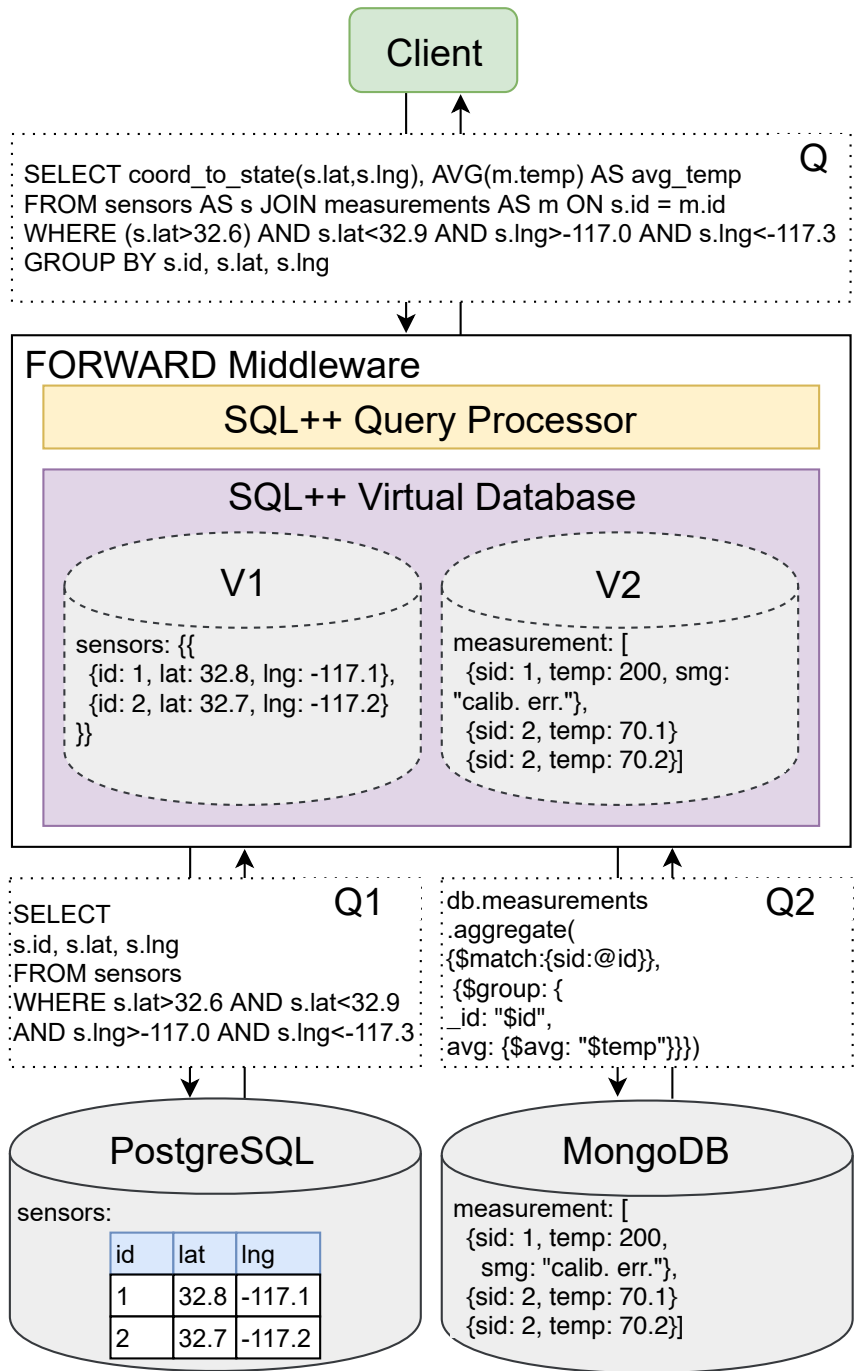 Client
Q
SELECT coord_to_state(s.lat,s.lng), AVG(m.temp) AS avg_temp
FROM sensors AS s JOIN measurements AS m ON s.id = m.id
WHERE (s.lat>32.6) AND s.lat<32.9 AND s.lng>-117.0 AND s.lng<-117.3
GROUP BY s.id, s.lat, s.lng
FORWARD Middleware
SQL++ Query Processor
SQL++ Virtual Database
V1
sensors: {{
{id: 1, lat: 32.8, lng: -117.1},
{id: 2, lat: 32.7, lng: -117.2}
}}
V2
measurement: [
{sid: 1, temp: 200, smg:
"calib. err."},
{sid: 2, temp: 70.1}
{sid: 2, temp: 70.2}]
Q1
SELECT
s.id, s.lat, s.lng
FROM sensors
WHERE s.lat>32.6 AND s.lat<32.9
AND s.lng>-117.0 AND s.lng<-117.3
Q2
db.measurements
.aggregate(
{$match:{sid:@id}},
{$group: {
_id: "$id",
avg: {$avg: "$temp"}}})
PostgreSQL
sensors:
id lat lng
1 32.8 -117.1
2 32.7 -117.2
MongoDB
measurement: [
{sid: 1, temp: 200,
smg: "calib. err."},
{sid: 2, temp: 70.1}
{sid: 2, temp: 70.2}]